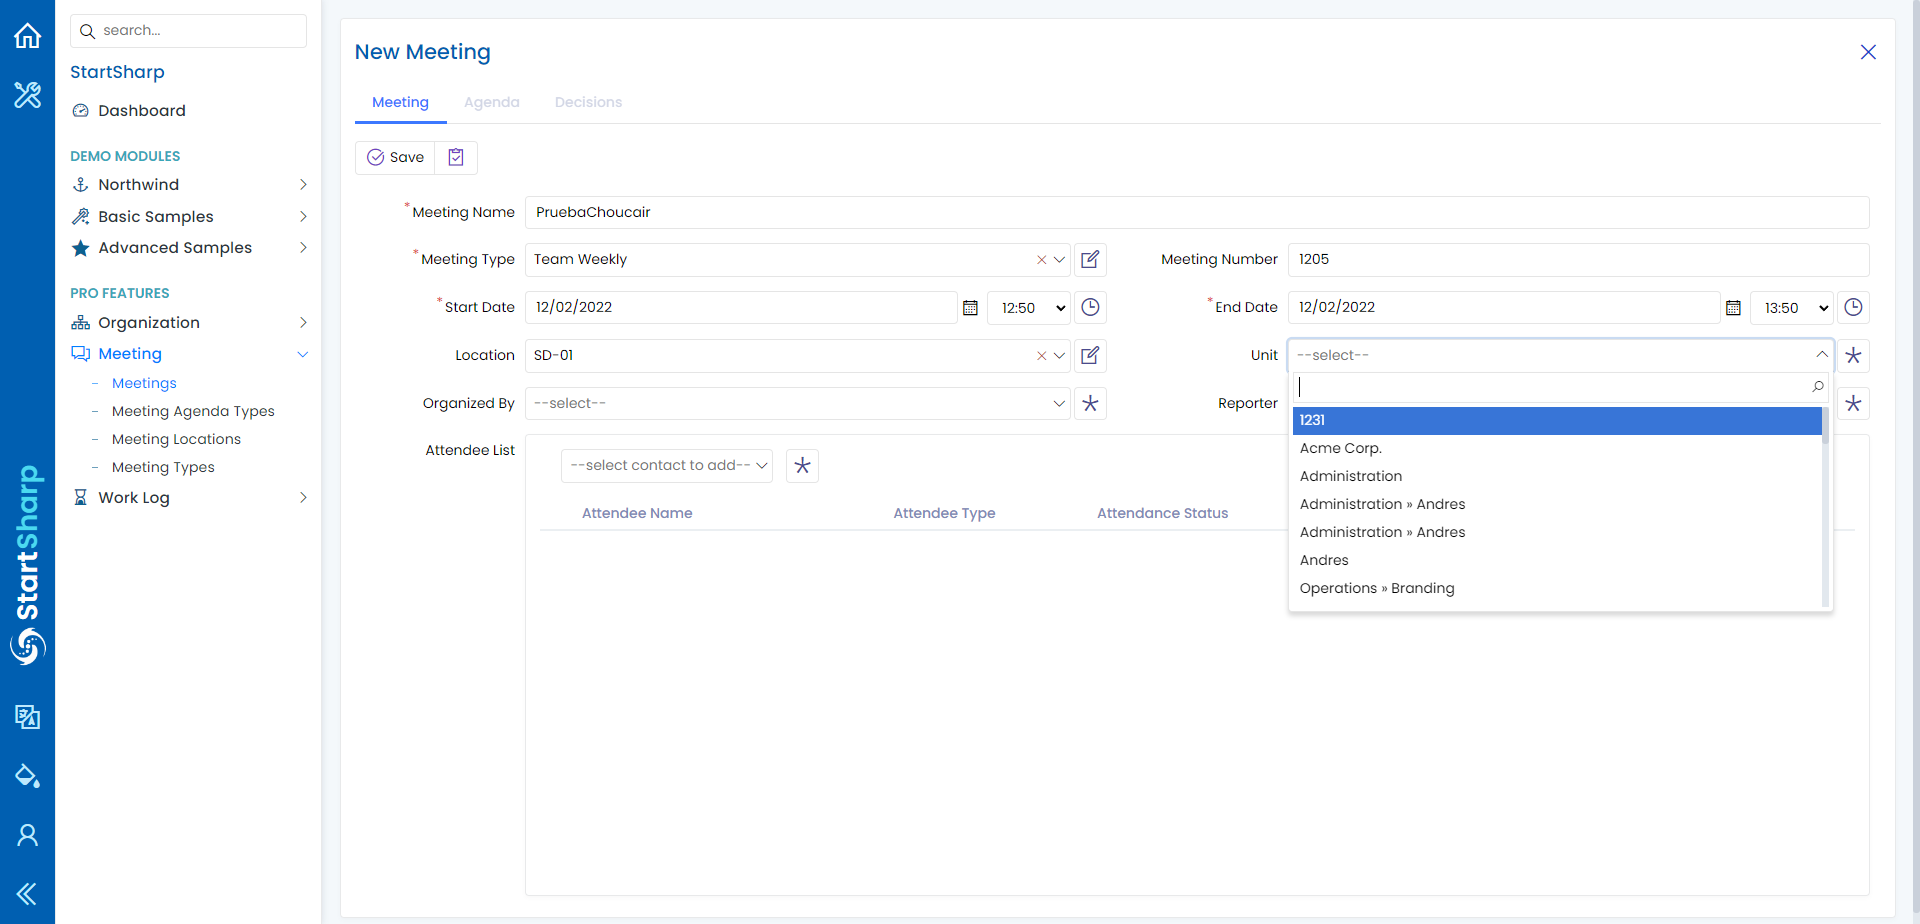 search...
StartSharp
Dashboard
DEMO MODULES
Northwind
Basic Samples
Advanced Samples
PRO FEATURES
Organization
Meeting
Meetings
Meeting Agenda Types
Meeting Locations
Meeting Types
Work Log
StartSharp
New Meeting
Meeting Agenda Decisions
Save
*Meeting Name PruebaChoucair
*Meeting Type Team Weekly Meeting Number 1205
*Start Date 12/02/2022 12:50 *End Date 12/02/2022 13:50
Location SD-01 Unit --select--
Organized By --select-- Reporter
1231
Acme Corp.
Administration
Administration » Andres
Administration » Andres
Andres
Operations » Branding
Attendee List --select contact to add--
Attendee Name Attendee Type Attendance Status